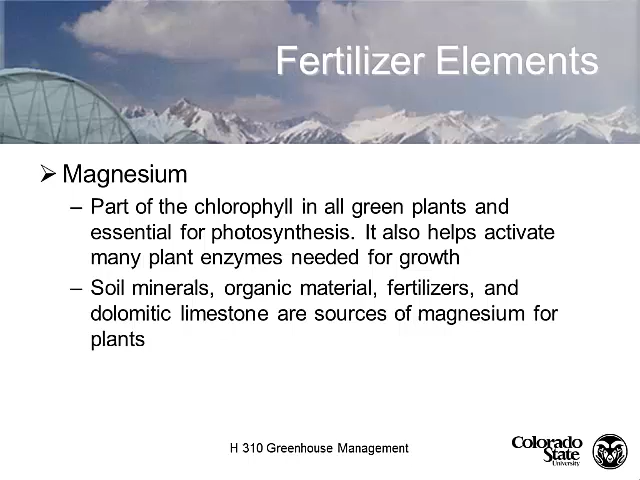 Fertilizer Elements
➢ Magnesium
– Part of the chlorophyll in all green plants and
essential for photosynthesis. It also helps activate
many plant enzymes needed for growth
– Soil minerals, organic material, fertilizers, and
dolomitic limestone are sources of magnesium for
plants
H 310 Greenhouse Management
Colorado
State
University